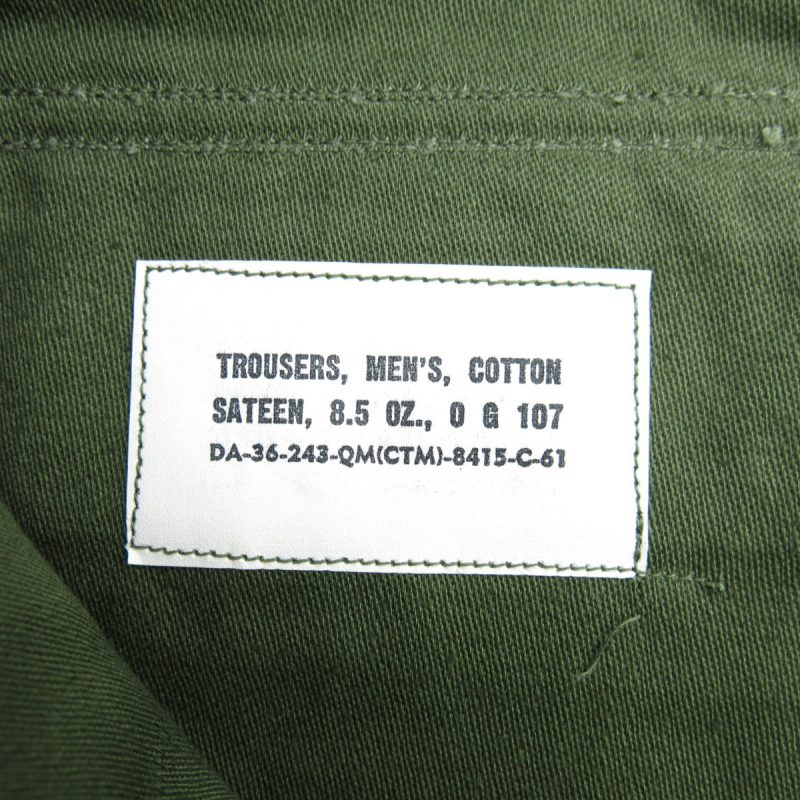 TROUSERS, MEN'S, COTTON
SATEEN, 8.5 OZ., O G 107
DA-36-243-QM(CTM)-8415-C-61